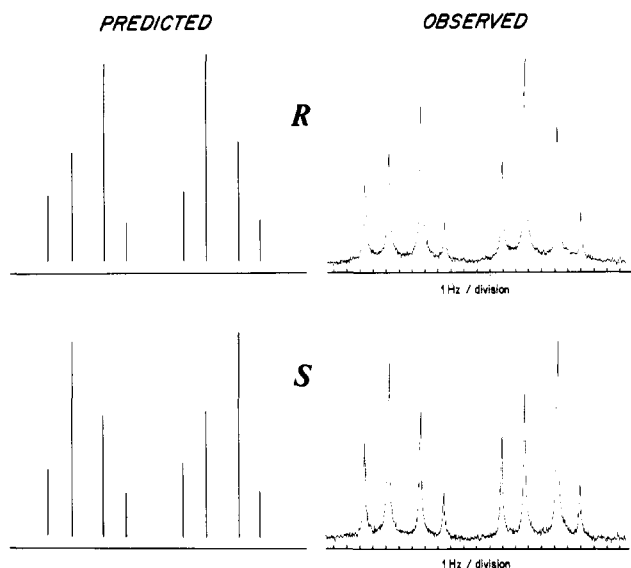 PREDICTED OBSERVED
R
1 Hz / division
S
1 Hz / division